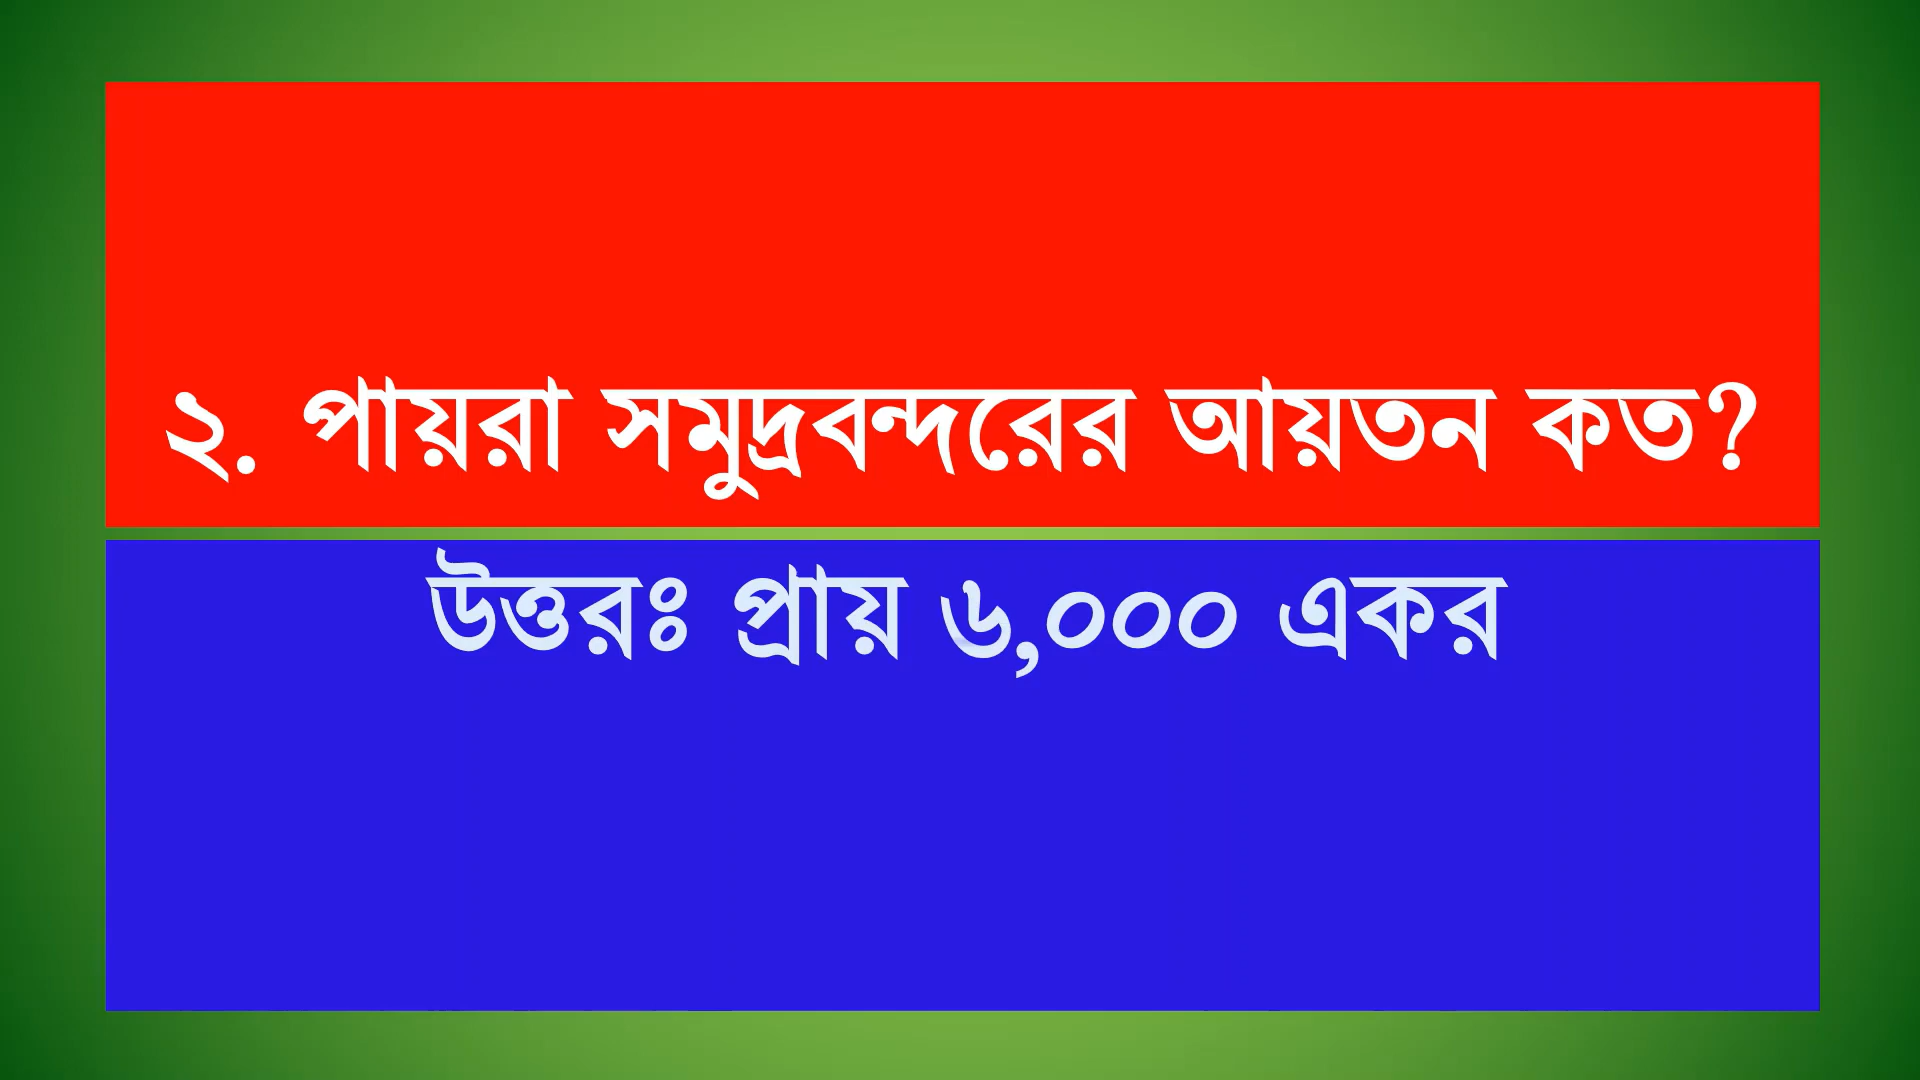 ২. পায়রা সমুদ্রবন্দরের আয়তন কত?
উত্তরঃ প্রায় ৬,০০০ একর